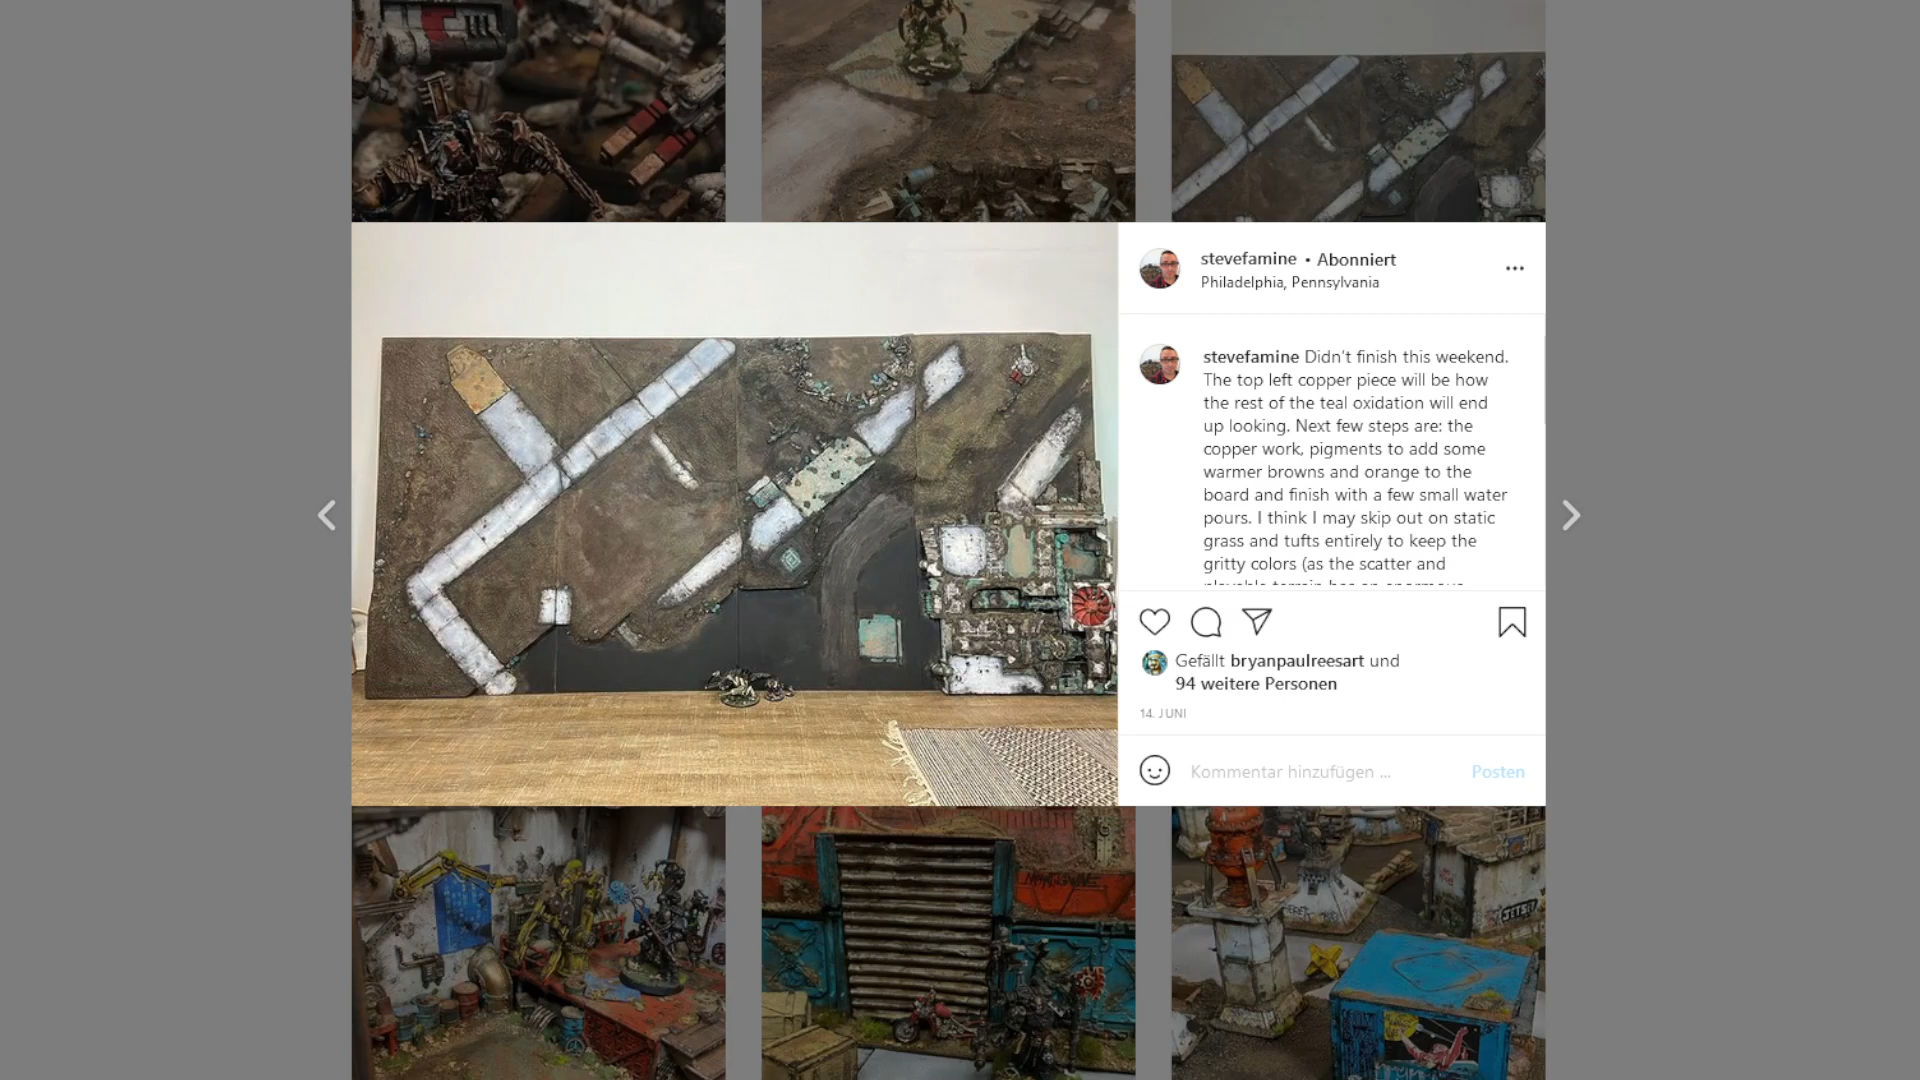 stevefamine • Abonniert
Philadelphia, Pennsylvania
stevefamine Didn't finish this weekend.
The top left copper piece will be how
the rest of the teal oxidation will end
up looking. Next few steps are: the
copper work, pigments to add some
warmer browns and orange to the
board and finish with a few small water
pours. I think I may skip out on static
grass and tufts entirely to keep the
gritty colors (as the scatter and
Gefällt bryanpaulreesart und
94 weitere Personen
14. JUNI
Kommentar hinzufügen ...
Posten